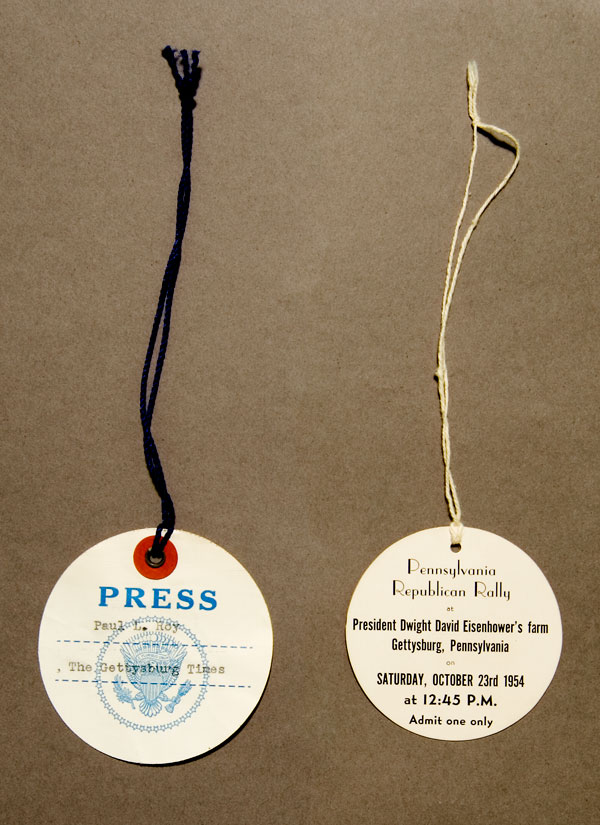 PRESS
Paul L. Roy
, The Gettysburg Times
Pennsylvania
Republican Rally
at
President Dwight David Eisenhower's farm
Gettysburg, Pennsylvania
on
SATURDAY, OCTOBER 23rd 1954
at 12:45 P.M.
Admit one only